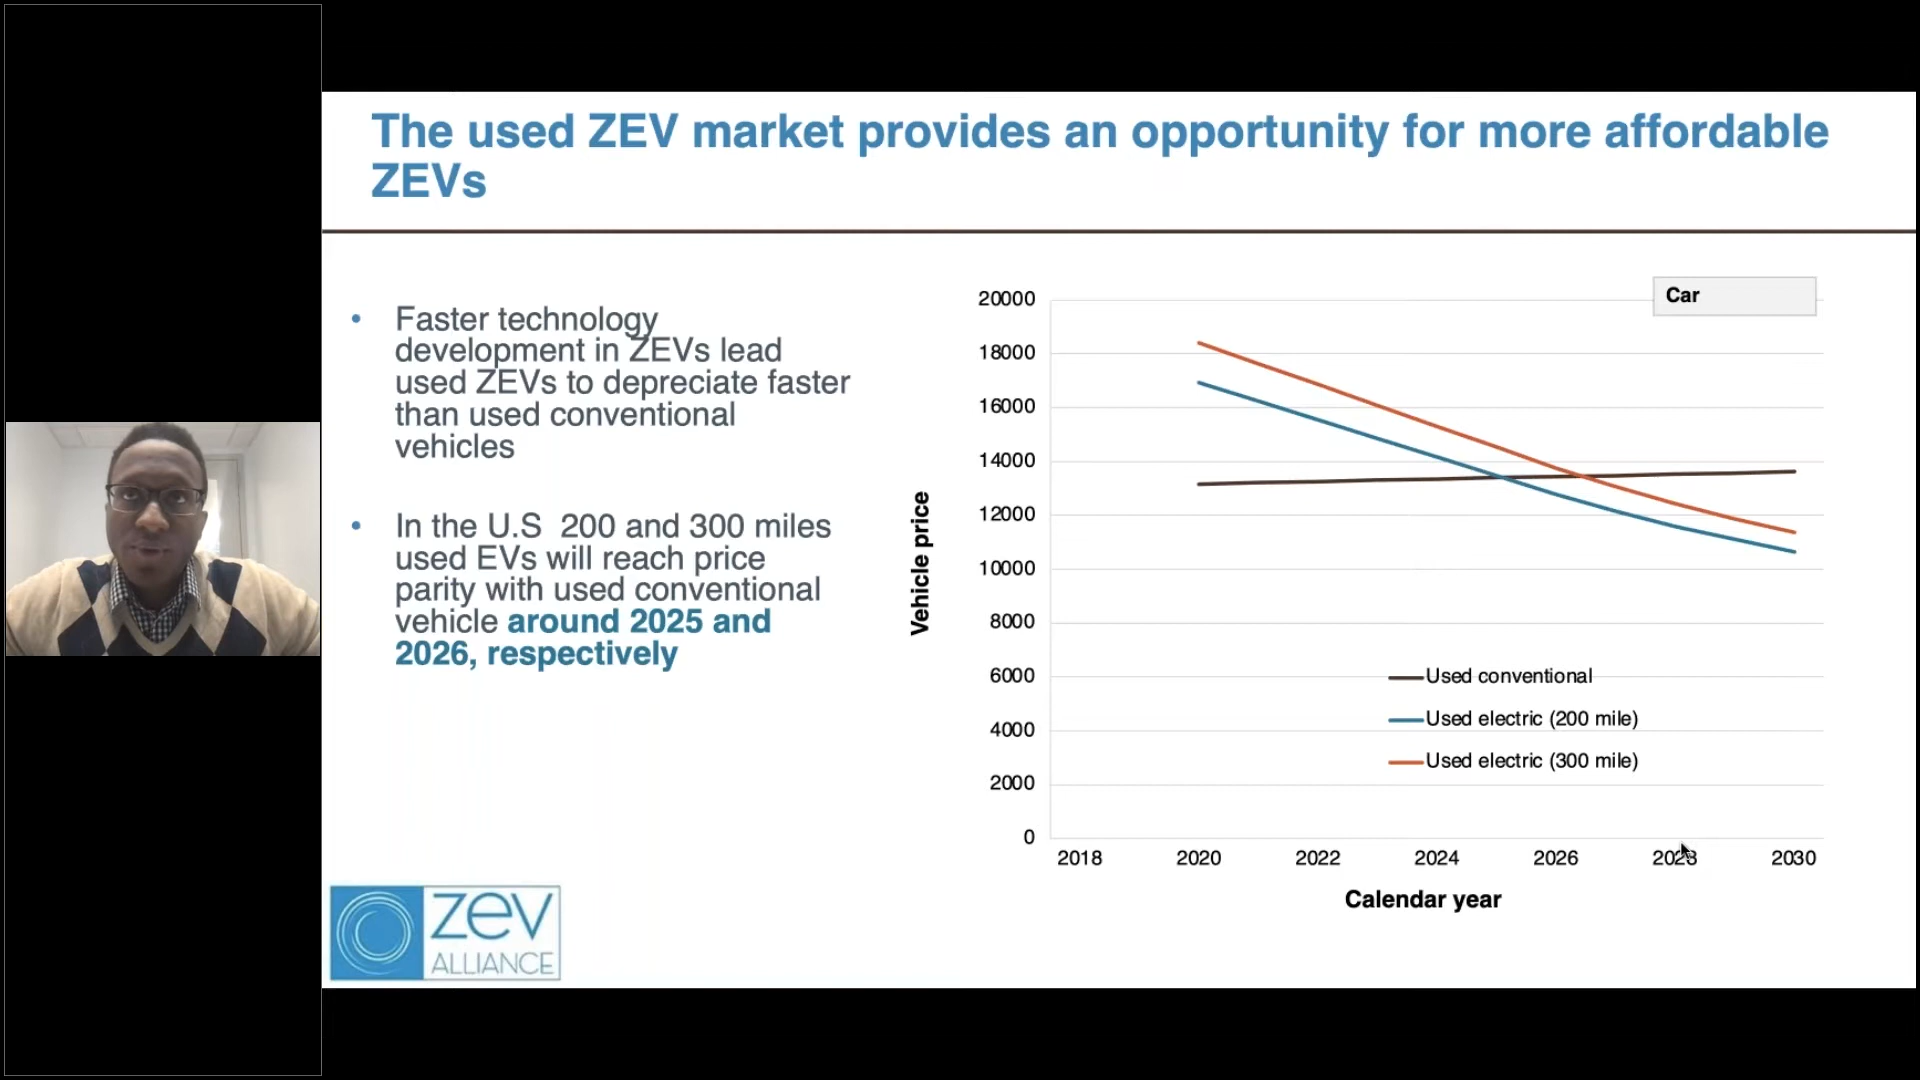 The used ZEV market provides an opportunity for more affordable
ZEVs
• Faster technology
development in ZEVs lead
used ZEVs to depreciate faster
than used conventional
vehicles
• In the U.S  200 and 300 miles
used EVs will reach price
parity with used conventional
vehicle around 2025 and
2026, respectively
zev
ALLIANCE
Car
Vehicle price
20000
18000
16000
14000
12000
10000
8000
6000
4000
2000
0
Used conventional
Used electric (200 mile)
Used electric (300 mile)
2018 2020 2022 2024 2026 2028 2030
Calendar year